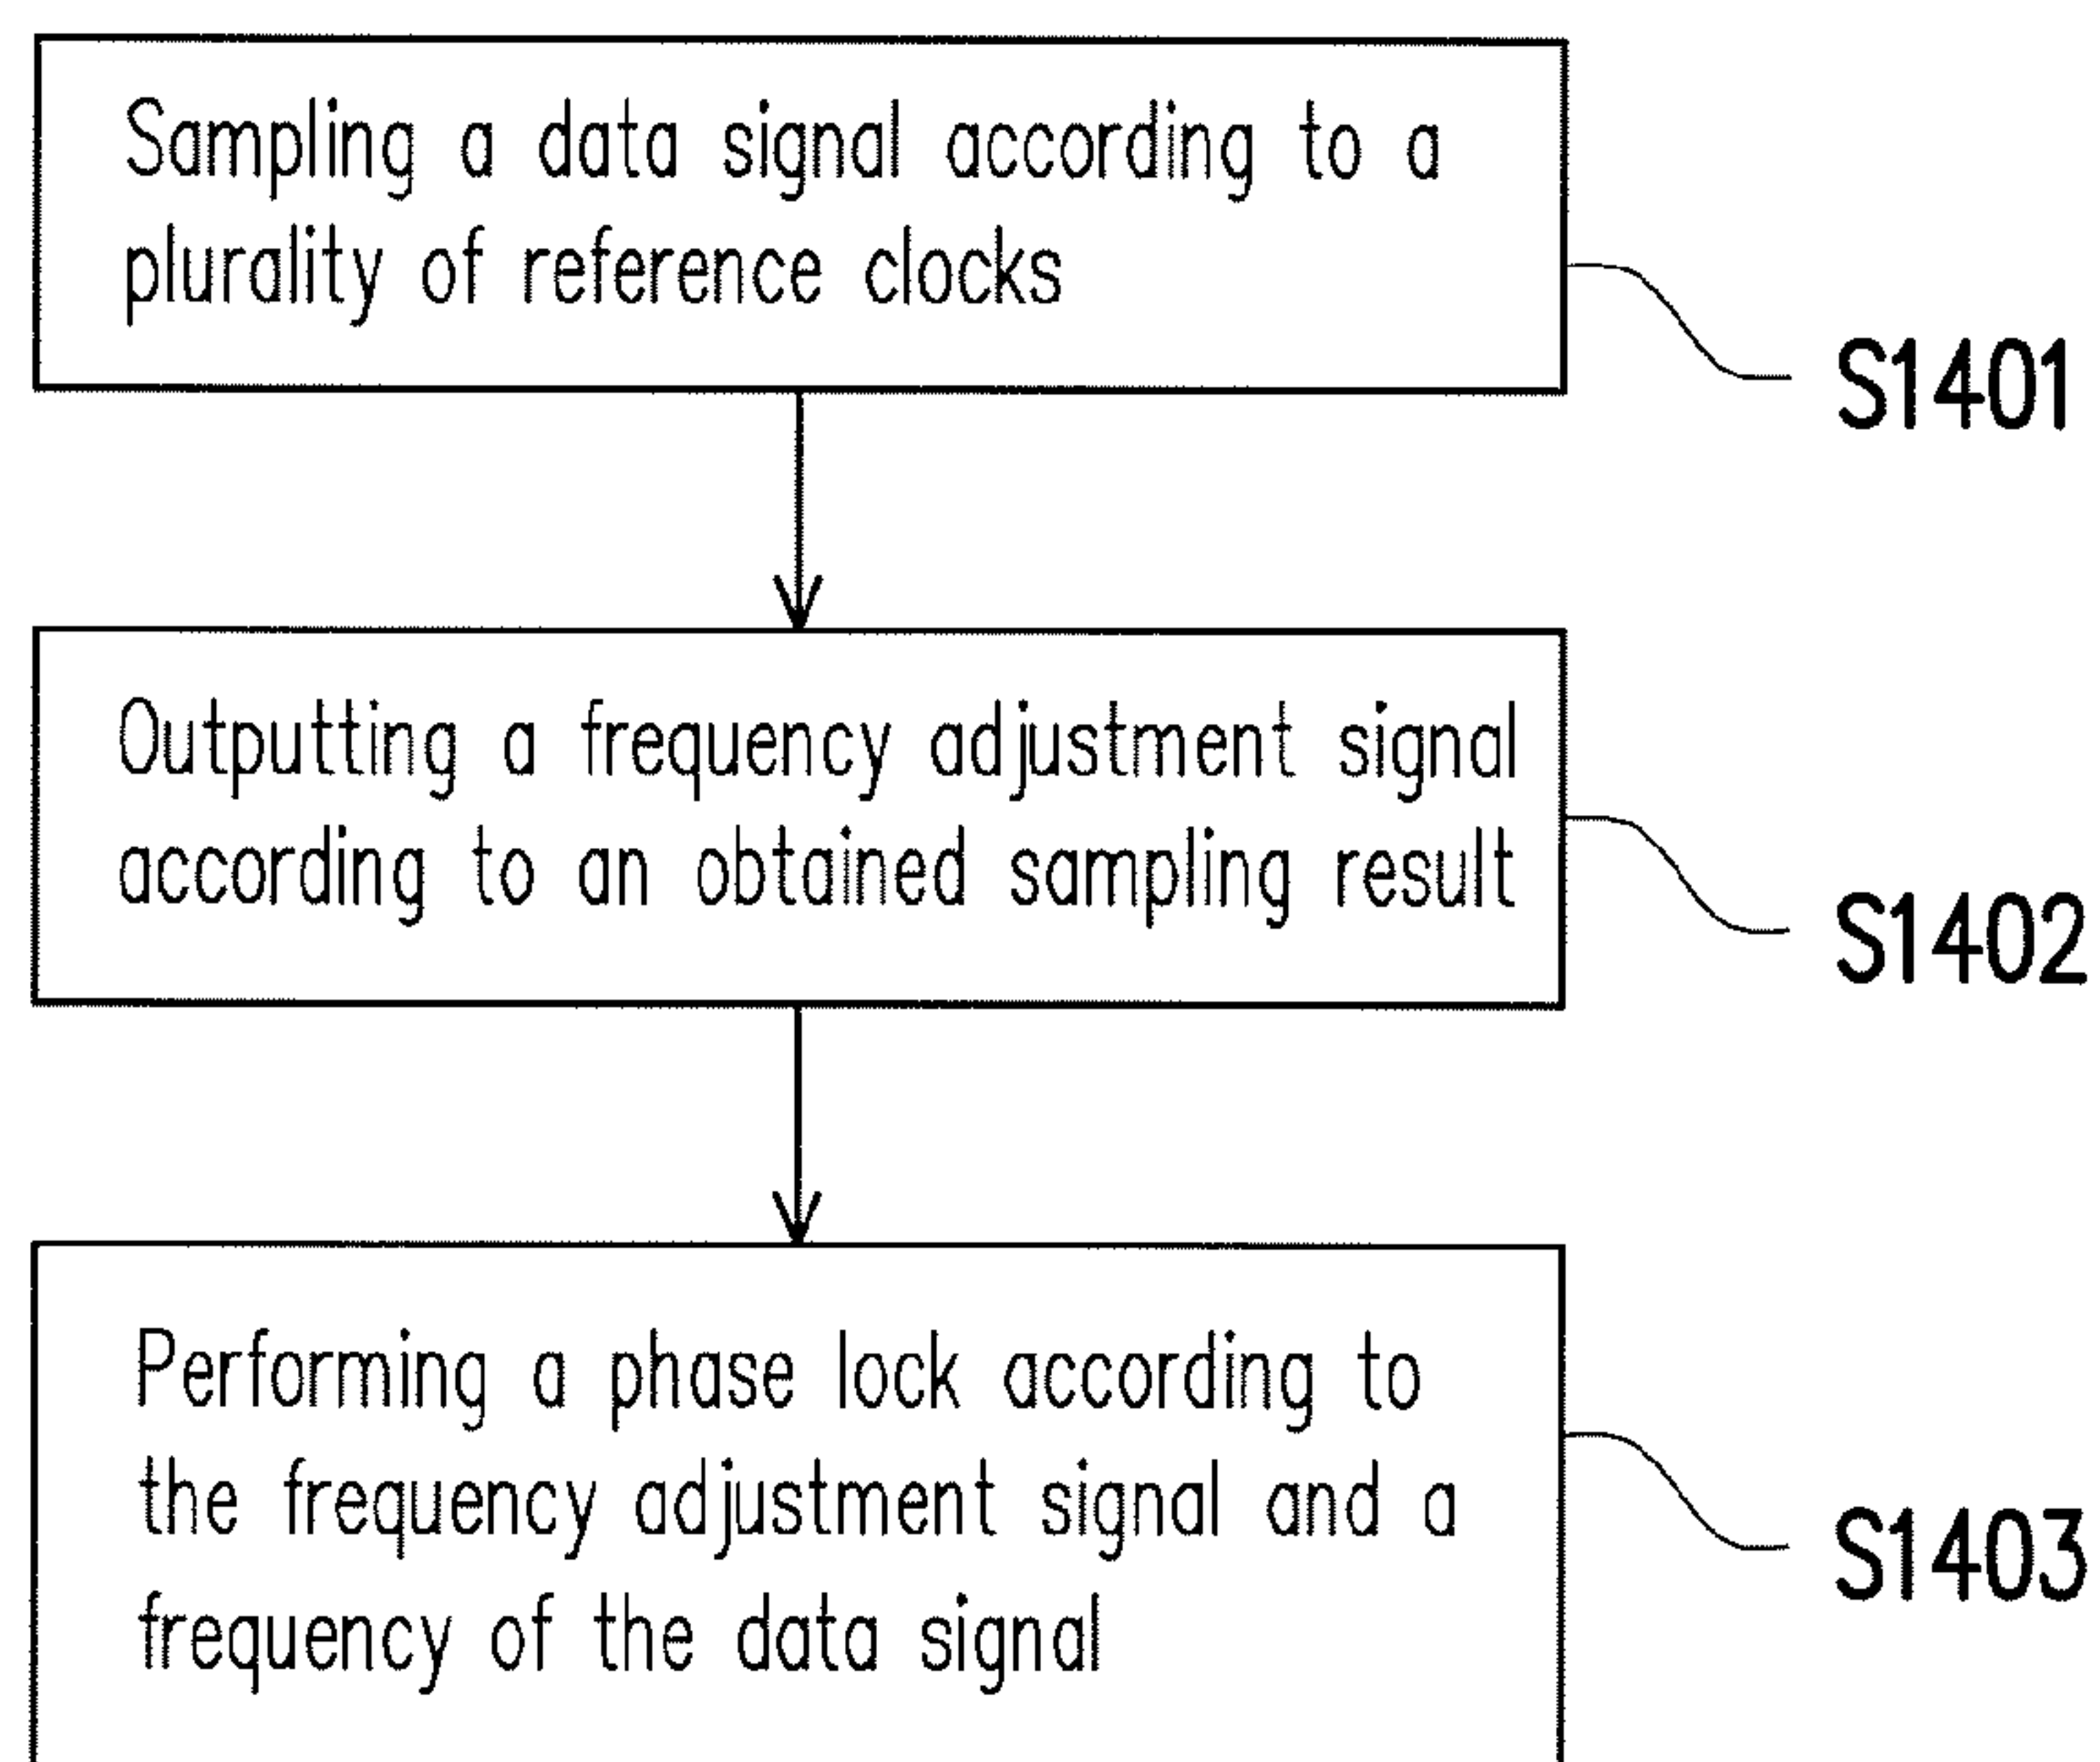 Sampling a data signal according to a
plurality of reference clocks
S1401
Outputting a frequency adjustment signal
according to an obtained sampling result
S1402
Performing a phase lock according to
the frequency adjustment signal and a
frequency of the data signal
S1403